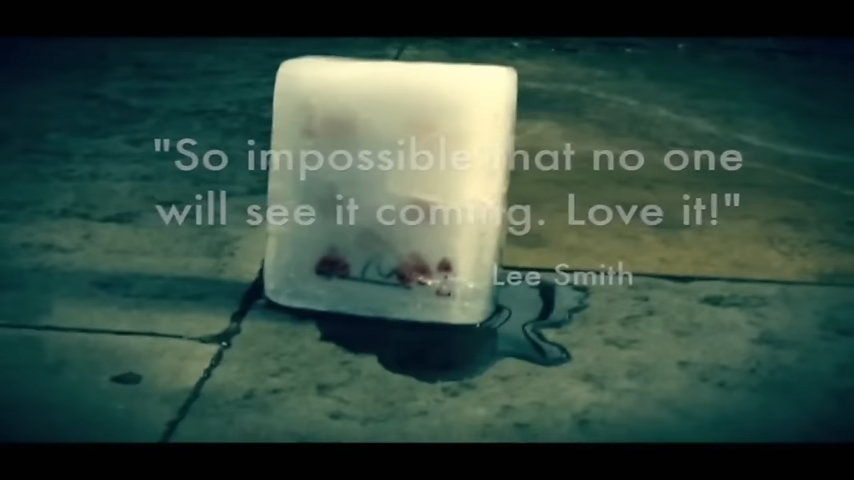 "So impossible that no one
will see it coming. Love it!"
Lee Smith